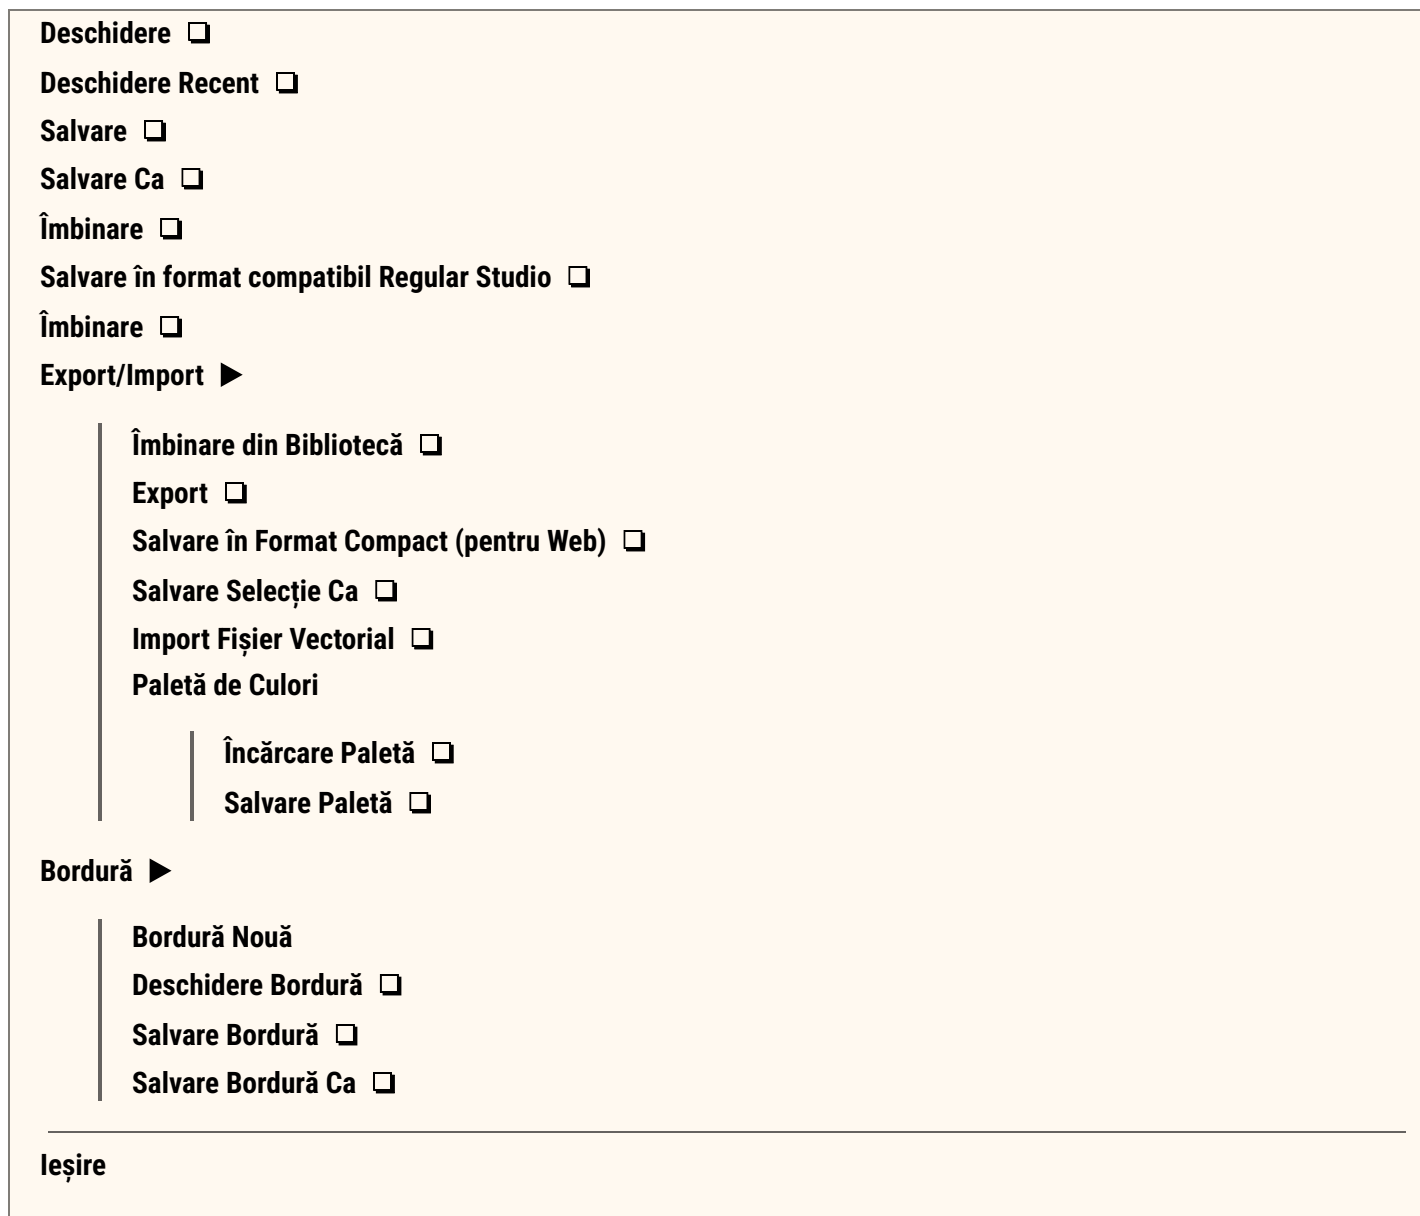 Deschidere ❏
Deschidere Recent ❏
Salvare ❏
Salvare Ca ❏
Îmbinare ❏
Salvare în format compatibil Regular Studio ❏
Îmbinare ❏
Export/Import ▶
Îmbinare din Bibliotecă ❏
Export ❏
Salvare în Format Compact (pentru Web) ❏
Salvare Selecție Ca ❏
Import Fișier Vectorial ❏
Paletă de Culori
Încărcare Paletă ❏
Salvare Paletă ❏
Bordură ▶
Bordură Nouă
Deschidere Bordură ❏
Salvare Bordură ❏
Salvare Bordură Ca ❏
Ieșire